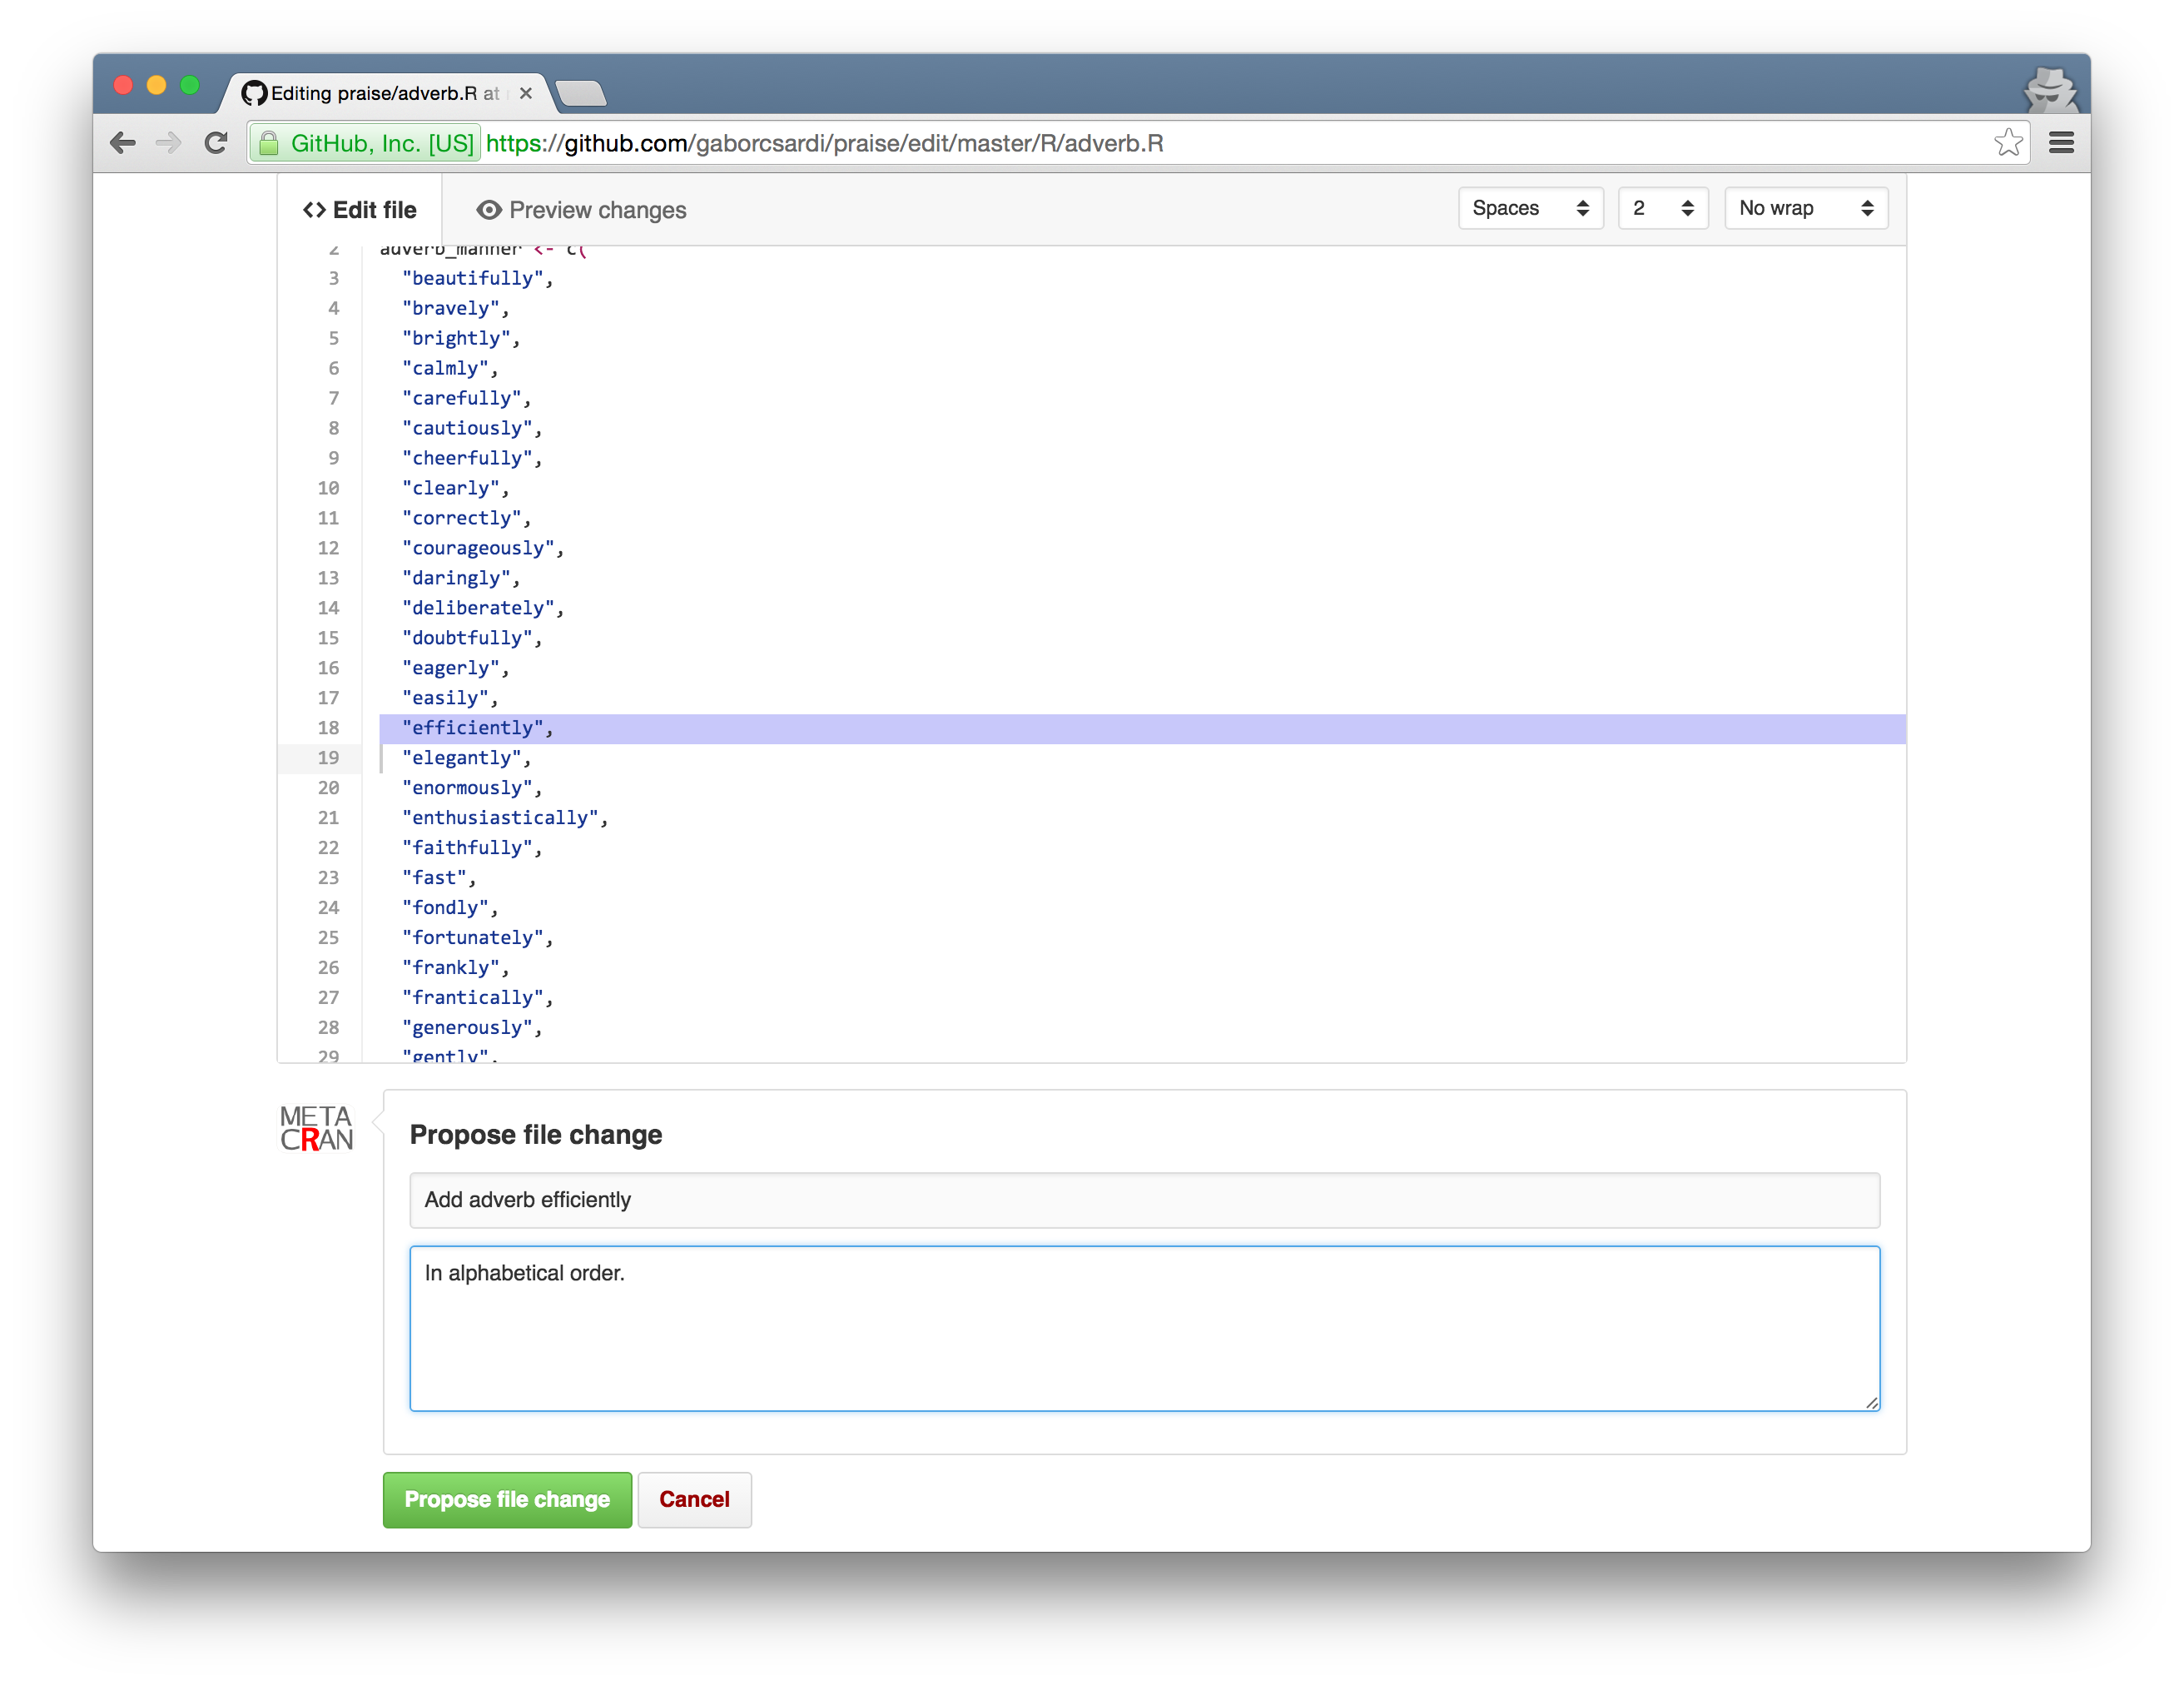 Editing praise/adverb.R at
GitHub, Inc. [US] https://github.com/gaborcsardi/praise/edit/master/R/adverb.R
Edit file Preview changes Spaces 2 No wrap
2 adverb_manner <- c(
3 "beautifully",
4 "bravely",
5 "brightly",
6 "calmly",
7 "carefully",
8 "cautiously",
9 "cheerfully",
10 "clearly",
11 "correctly",
12 "courageously",
13 "daringly",
14 "deliberately",
15 "doubtfully",
16 "eagerly",
17 "easily",
18 "efficiently",
19 "elegantly",
20 "enormously",
21 "enthusiastically",
22 "faithfully",
23 "fast",
24 "fondly",
25 "fortunately",
26 "frankly",
27 "frantically",
28 "generously",
29 "gently",
META
CRAN
Propose file change
Add adverb efficiently
In alphabetical order.
Propose file change Cancel